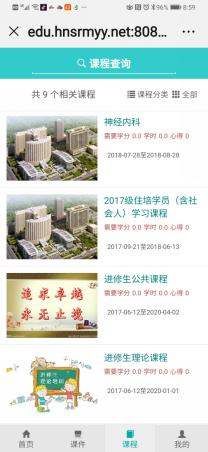 96% 8:59
edu.hnsrmyy.net:808...
课程查询
共 9 个相关课程
课程分类 全部
神经内科
需要学分 0.0 学时 0.0 心得 0
2018-07-28至2018-08-28
2017级住培学员（含社
会人）学习课程
需要学分 0.0 学时 0.0 心得 0
2017-09-21至2018-06-13
追求卓越
永无止境
进修生公共课程
需要学分 0.0 学时 0.0 心得 0
2017-06-12至2020-04-02
进修生
理论培训
进修生理论课程
需要学分 0.0 学时 0.0 心得 0
2017-06-12至2020-01-01
首页
课件
课程
我的